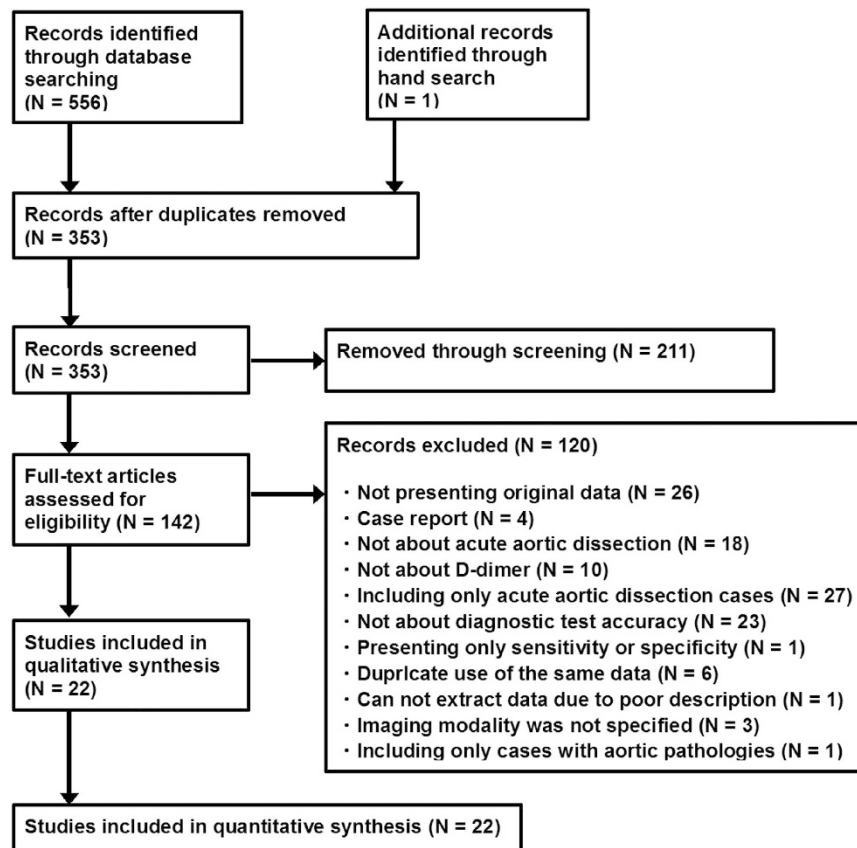 Records identified
through database
searching
(N = 556)
Additional records
identified through
hand search
(N = 1)
Records after duplicates removed
(N = 353)
Records screened
(N = 353)
Removed through screening (N = 211)
Full-text articles
assessed for
eligibility (N = 142)
Records excluded (N = 120)
・Not presenting original data (N = 26)
・Case report (N = 4)
・Not about acute aortic dissection (N = 18)
・Not about D-dimer (N = 10)
・Including only acute aortic dissection cases (N = 27)
・Not about diagnostic test accuracy (N = 23)
・Presenting only sensitivity or specificity (N = 1)
・Dupricate use of the same data (N = 6)
・Can not extract data due to poor description (N = 1)
・Imaging modality was not specified (N = 3)
・Including only cases with aortic pathologies (N = 1)
Studies included in
qualitative synthesis
(N = 22)
Studies included in quantitative synthesis (N = 22)